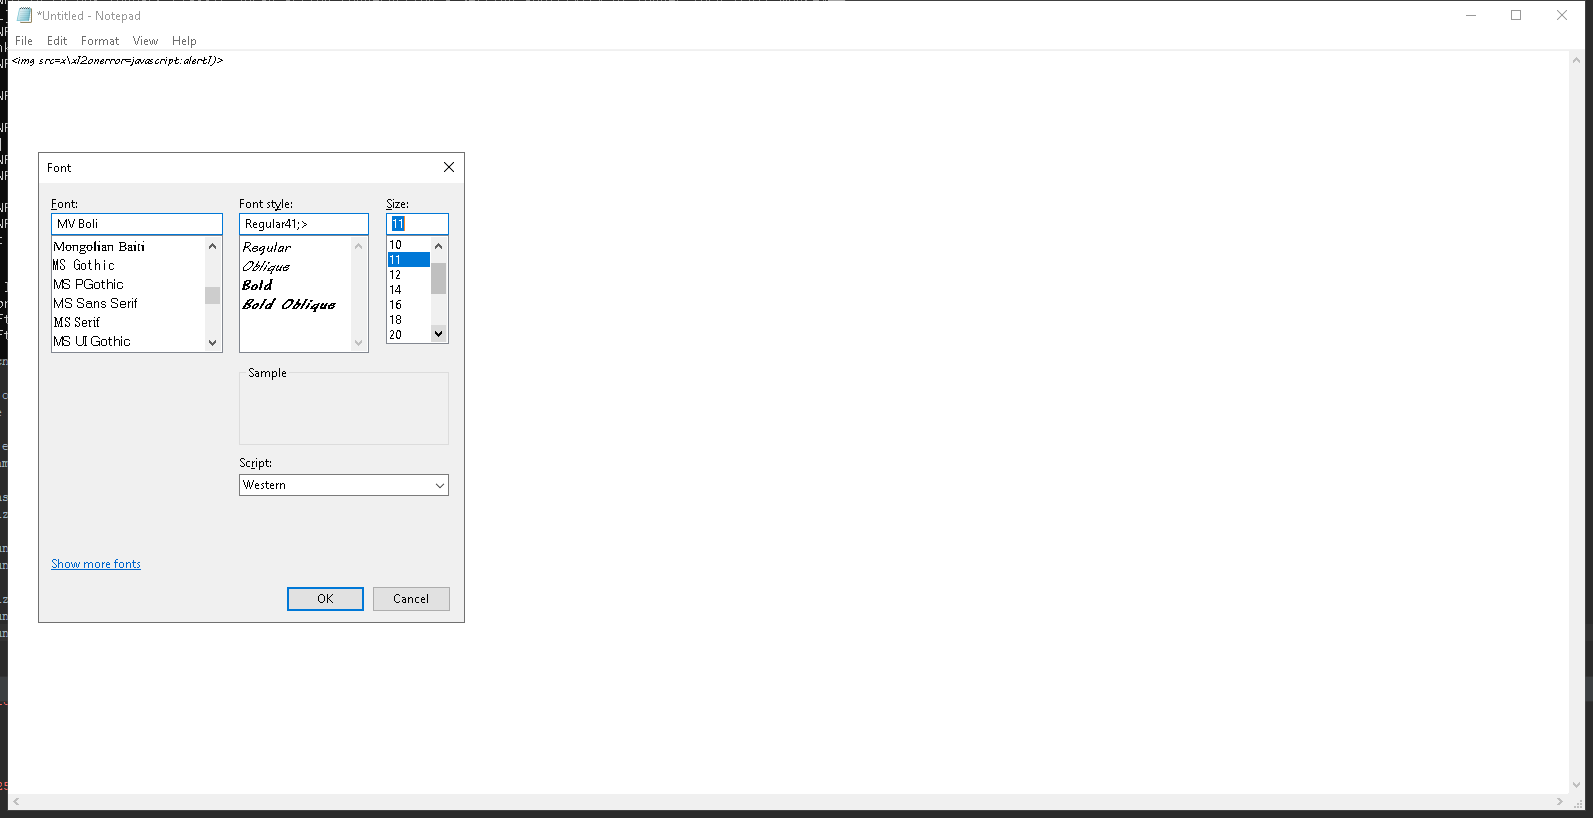 *Untitled - Notepad
File Edit Format View Help
<img src=x\x12onerror=javascript:alert1)>
Font
Font: Font style: Size:
MV Boli Regular41;> 11
Mongolian Baiti Regular 10
MS Gothic Oblique 11
MS PGothic Bold 12
MS Sans Serif Bold Oblique 14
MS Serif 16
MS UI Gothic 18
20
Sample
Script:
Western
Show more fonts
OK Cancel